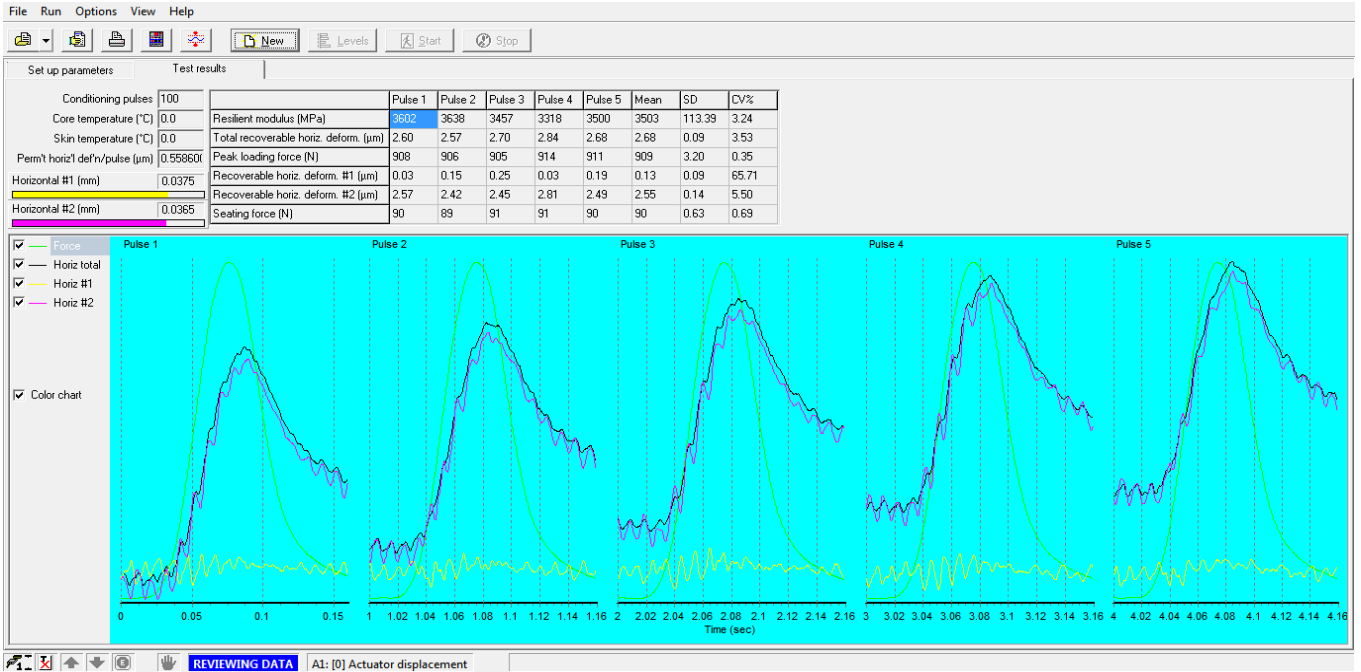 File Run Options View Help
New Levels Start Stop
Set up parameters Test results
Conditioning pulses 100
Core temperature (°C) 0.0
Skin temperature (°C) 0.0
Perm't horiz'l def'n/pulse (µm) 0.55860(
Horizontal #1 (mm) 0.0375
Horizontal #2 (mm) 0.0365
Pulse 1 Pulse 2 Pulse 3 Pulse 4 Pulse 5 Mean SD CV%
Resilient modulus (MPa) 3602 3638 3457 3318 3500 3503 113.39 3.24
Total recoverable horiz. deform. (µm) 2.60 2.57 2.70 2.84 2.68 2.68 0.09 3.53
Peak loading force (N) 908 906 905 914 911 909 3.20 0.35
Recoverable horiz. deform. #1 (µm) 0.03 0.15 0.25 0.03 0.19 0.13 0.09 65.71
Recoverable horiz. deform. #2 (µm) 2.57 2.42 2.45 2.81 2.49 2.55 0.14 5.50
Seating force (N) 90 89 91 91 90 90 0.63 0.69
Force
Horiz total
Horiz #1
Horiz #2
Color chart
Pulse 1 Pulse 2 Pulse 3 Pulse 4 Pulse 5
0 0.05 0.1 0.15 1 1.02 1.04 1.06 1.08 1.1 1.12 1.14 1.16 2 2.02 2.04 2.06 2.08 2.1 2.12 2.14 2.16 3 3.02 3.04 3.06 3.08 3.1 3.12 3.14 3.16 4 4.02 4.04 4.06 4.08 4.1 4.12 4.14 4.16
Time (sec)
REVIEWING DATA A1: [0] Actuator displacement